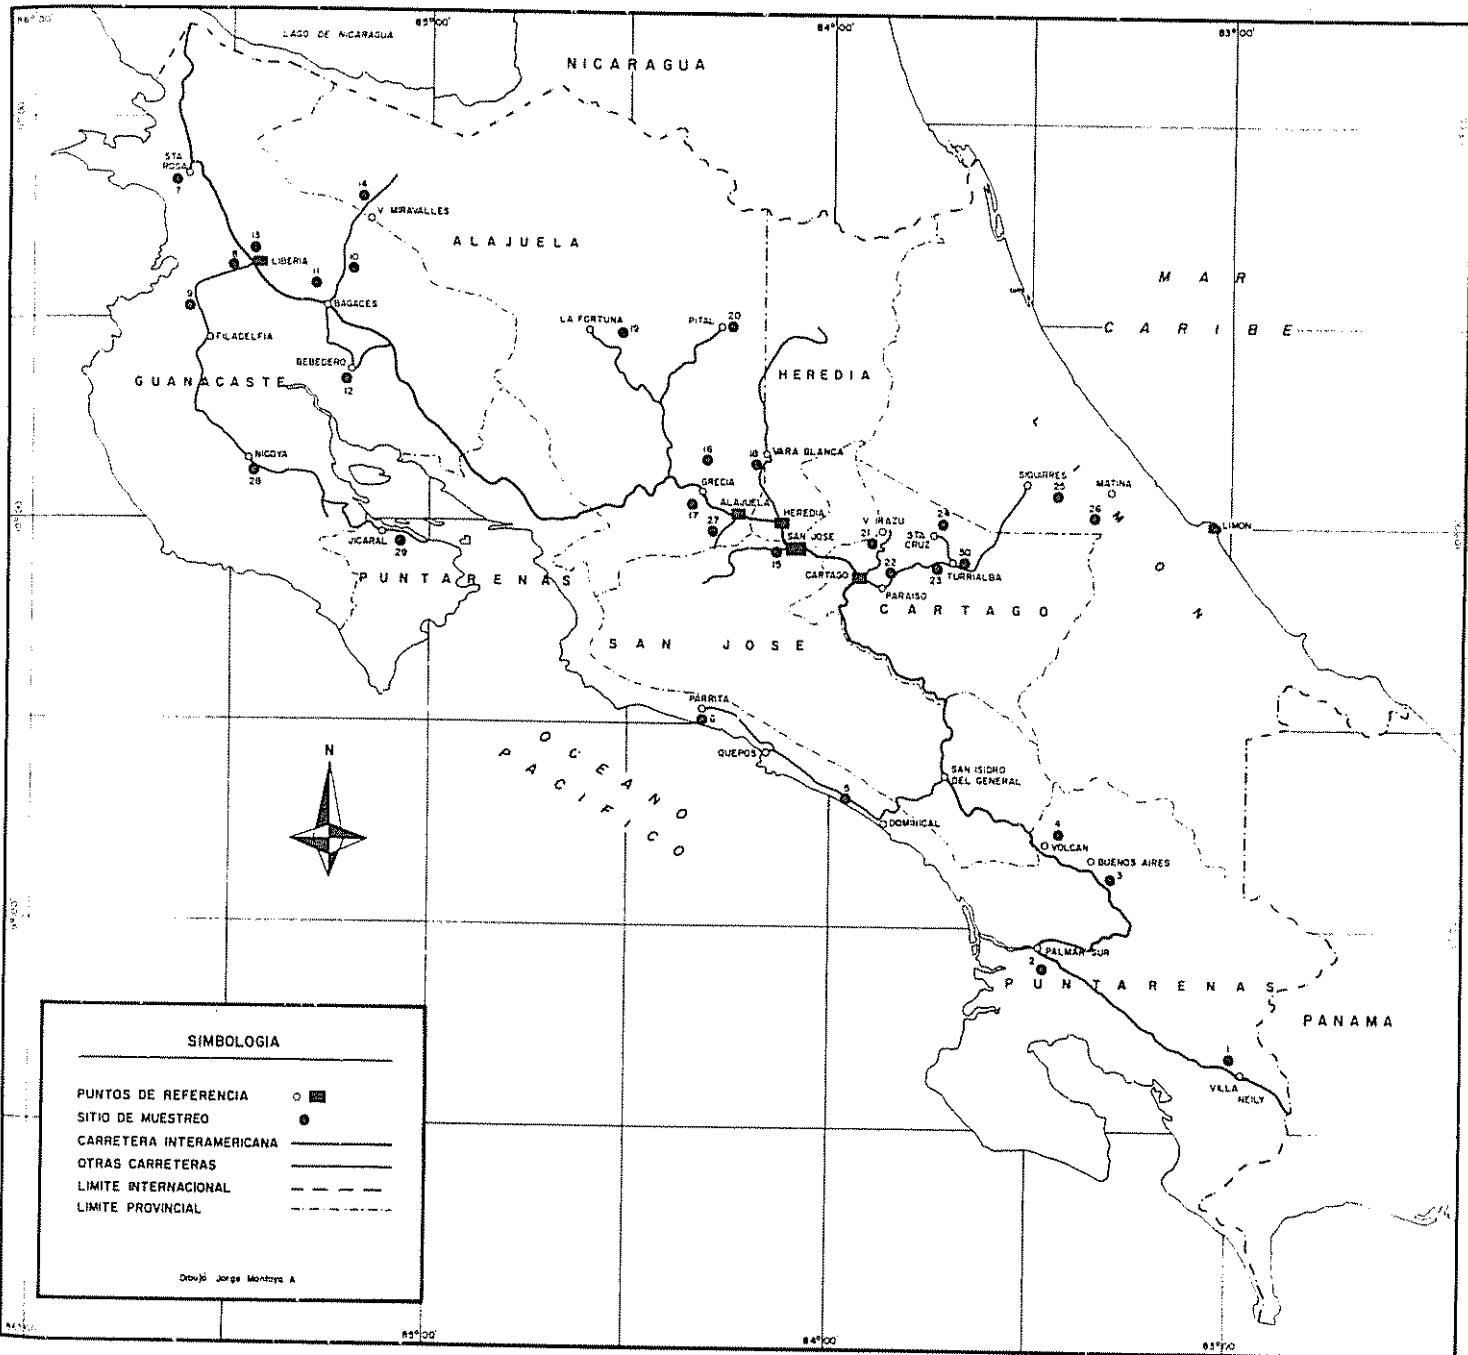 86°00'
85°00'
84°00'
83°00'
LAGO DE NICARAGUA
NICARAGUA
STA
ROSA
7
14
V. MIRAVALLES
ALAJUELA
13
8
LIBERIA
11
10
9
BAGACES
MAR
CARIBE
FILADELFIA
LA FORTUNA
19
PITAL
20
BEBEDERO
12
GUANACASTE
HEREDIA
NICOYA
28
16
18
VARA BLANCA
GRECIA
17
ALAJUELA
27
HEREDIA
SAN JOSE
15
V. IRAZU
21
STA
CRUZ
24
SIQUIRRES
25
MATINA
26
LIMON
LIMON
JICARAL
29
PUNTARENAS
CARTAGO
22
PARAISO
23
30
TURRIALBA
CARTAGO
SAN JOSE
PARRITA
6
QUEPOS
OCEANO
PACIFICO
N
5
DOMINICAL
SAN ISIDRO
DEL GENERAL
4
VOLCAN
BUENOS AIRES
3
PALMAR SUR
2
PUNTARENAS
PANAMA
1
VILLA
NEILY
SIMBOLOGIA
PUNTOS DE REFERENCIA
SITIO DE MUESTREO
CARRETERA INTERAMERICANA
OTRAS CARRETERAS
LIMITE INTERNACIONAL
LIMITE PROVINCIAL
Dibujó Jorge Montoya A
85°00'
84°00'
83°00'